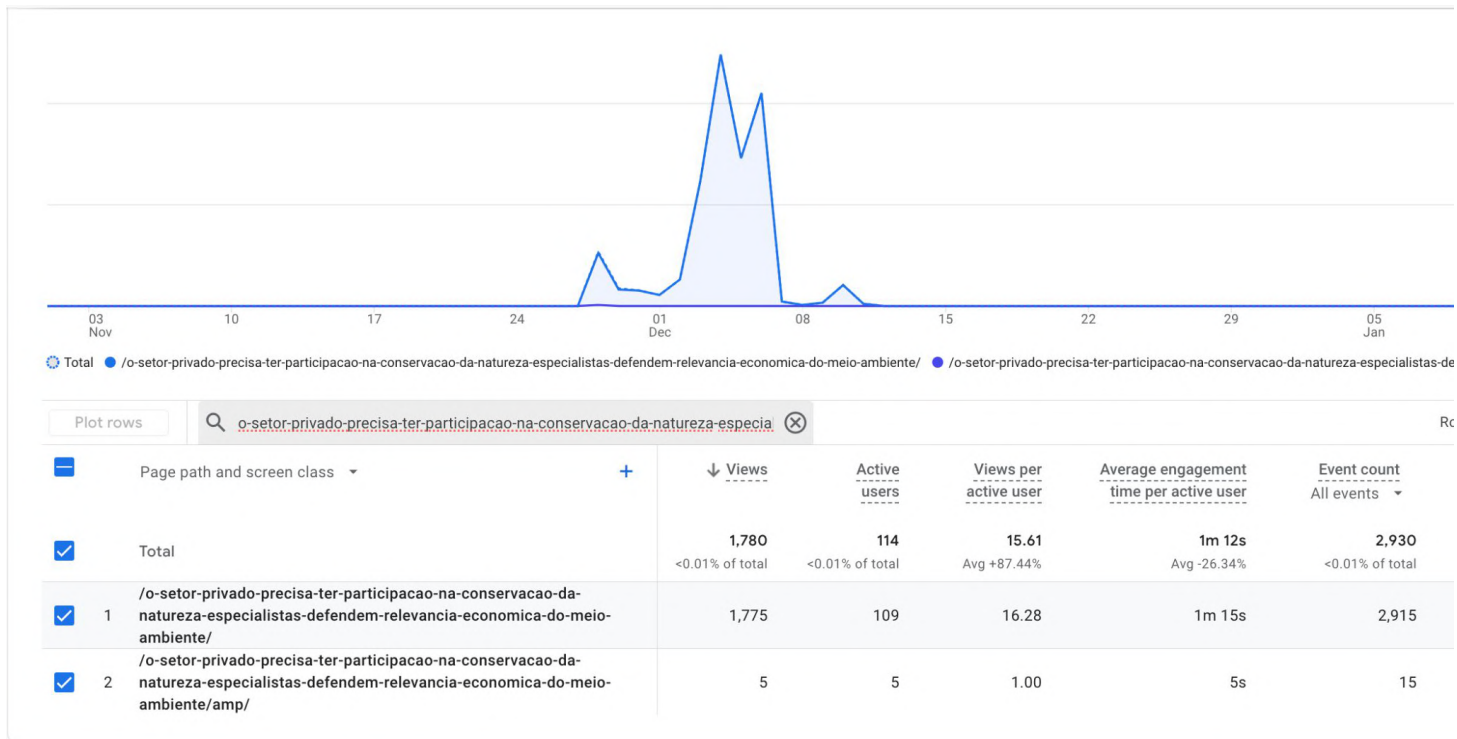 03
Nov
10
17
24
01
Dec
08
15
22
29
05
Jan
Total
/o-setor-privado-precisa-ter-participacao-na-conservacao-da-natureza-especialistas-defendem-relevancia-economica-do-meio-ambiente/
/o-setor-privado-precisa-ter-participacao-na-conservacao-da-natureza-especialistas-de
Plot rows
o-setor-privado-precisa-ter-participacao-na-conservacao-da-natureza-especia
Ro
Page path and screen class
+
Views
Active
users
Views per
active user
Average engagement
time per active user
Event count
All events
Total
1,780
114
15.61
1m 12s
2,930
<0.01% of total
<0.01% of total
Avg +87.44%
Avg -26.34%
<0.01% of total
1
/o-setor-privado-precisa-ter-participacao-na-conservacao-da-
natureza-especialistas-defendem-relevancia-economica-do-meio-
ambiente/
1,775
109
16.28
1m 15s
2,915
2
/o-setor-privado-precisa-ter-participacao-na-conservacao-da-
natureza-especialistas-defendem-relevancia-economica-do-meio-
ambiente/amp/
5
5
1.00
5s
15